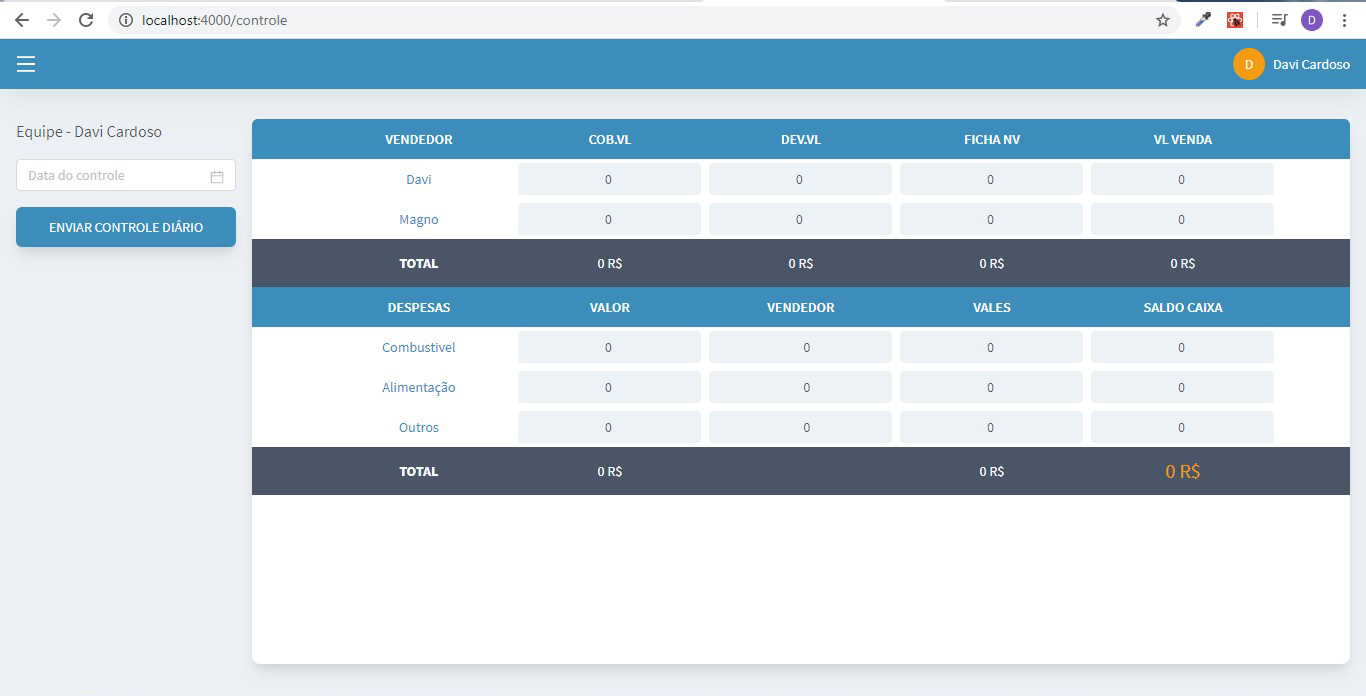 localhost:4000/controle
D
D
Davi Cardoso
Equipe - Davi Cardoso
Data do controle
ENVIAR CONTROLE DIÁRIO
VENDEDOR COB.VL DEV.VL FICHA NV VL VENDA
Davi 0 0 0 0
Magno 0 0 0 0
TOTAL 0 R$ 0 R$ 0 R$ 0 R$
DESPESAS VALOR VENDEDOR VALES SALDO CAIXA
Combustivel 0 0 0 0
Alimentação 0 0 0 0
Outros 0 0 0 0
TOTAL 0 R$ 0 R$ 0 R$